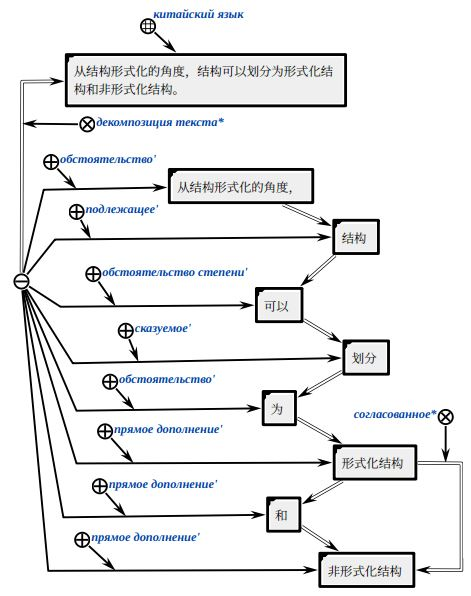 китайский язык
从结构形式化的角度，结构可以划分为形式化结
构和非形式化结构。
декомпозиция текста*
обстоятельство'
从结构形式化的角度，
подлежащее'
结构
обстоятельство степени'
可以
сказуемое'
划分
обстоятельство'
为
согласованное*
прямое дополнение'
形式化结构
прямое дополнение'
和
прямое дополнение'
非形式化结构